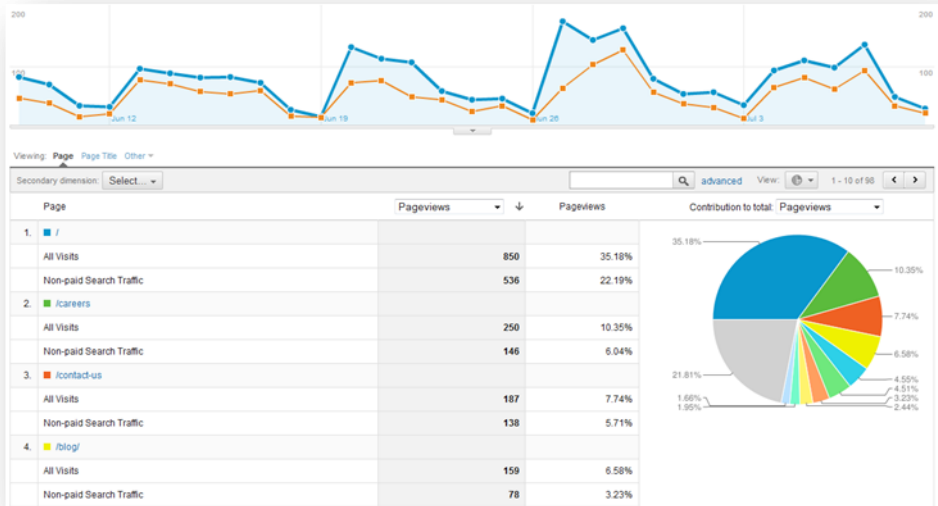 200 200
100 100
Jun 12 Jun 19 Jun 26 Jul 3
Viewing: Page Page Title Other
Secondary dimension: Select... advanced View: 1 - 10 of 98
Page Pageviews Pageviews Contribution to total: Pageviews
1. /
All Visits 850 35.18%
Non-paid Search Traffic 536 22.19%
2. /careers
All Visits 250 10.35%
Non-paid Search Traffic 146 6.04%
3. /contact-us
All Visits 187 7.74%
Non-paid Search Traffic 138 5.71%
4. /blog/
All Visits 159 6.58%
Non-paid Search Traffic 78 3.23%
35.18%
10.35%
7.74%
6.58%
4.55%
4.51%
3.23%
2.44%
21.81%
1.66%
1.95%